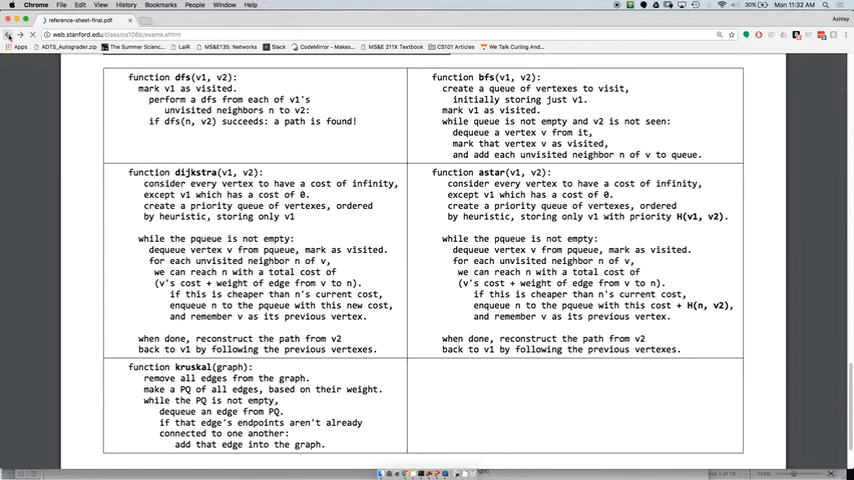 Chrome File Edit View History Bookmarks People Window Help
30% Fri May 26 11:32 AM
reference-sheet-final.pdf
Ashley
web.stanford.edu/class/cs106b/exams.shtml
Apps ADTS_Autograder.zip The Summer Scienc... LaIR MS&E135: Networks Slack CodeMirror - Makes... MS&E 211X Textbook CS101 Articles We Talk Curling And...
function dfs(v1, v2):
mark v1 as visited.
perform a dfs from each of v1's
unvisited neighbors n to v2:
if dfs(n, v2) succeeds: a path is found!
function bfs(v1, v2):
create a queue of vertexes to visit,
initially storing just v1.
mark v1 as visited.
while queue is not empty and v2 is not seen:
dequeue a vertex v from it,
mark that vertex v as visited,
and add each unvisited neighbor n of v to queue.
function dijkstra(v1, v2):
consider every vertex to have a cost of infinity,
except v1 which has a cost of 0.
create a priority queue of vertexes, ordered
by heuristic, storing only v1
while the pqueue is not empty:
dequeue vertex v from pqueue, mark as visited.
for each unvisited neighbor n of v,
we can reach n with a total cost of
(v's cost + weight of edge from v to n).
if this is cheaper than n's current cost,
enqueue n to the pqueue with this new cost,
and remember v as its previous vertex.
when done, reconstruct the path from v2
back to v1 by following the previous vertexes.
function astar(v1, v2):
consider every vertex to have a cost of infinity,
except v1 which has a cost of 0.
create a priority queue of vertexes, ordered
by heuristic, storing only v1 with priority H(v1, v2).
while the pqueue is not empty:
dequeue vertex v from pqueue, mark as visited.
for each unvisited neighbor n of v,
we can reach n with a total cost of
(v's cost + weight of edge from v to n).
if this is cheaper than n's current cost,
enqueue n to the pqueue with this cost + H(n, v2),
and remember v as its previous vertex.
when done, reconstruct the path from v2
back to v1 by following the previous vertexes.
function kruskal(graph):
remove all edges from the graph.
make a PQ of all edges, based on their weight.
while the PQ is not empty,
dequeue an edge from PQ.
if that edge's endpoints aren't already
connected to one another:
add that edge into the graph.